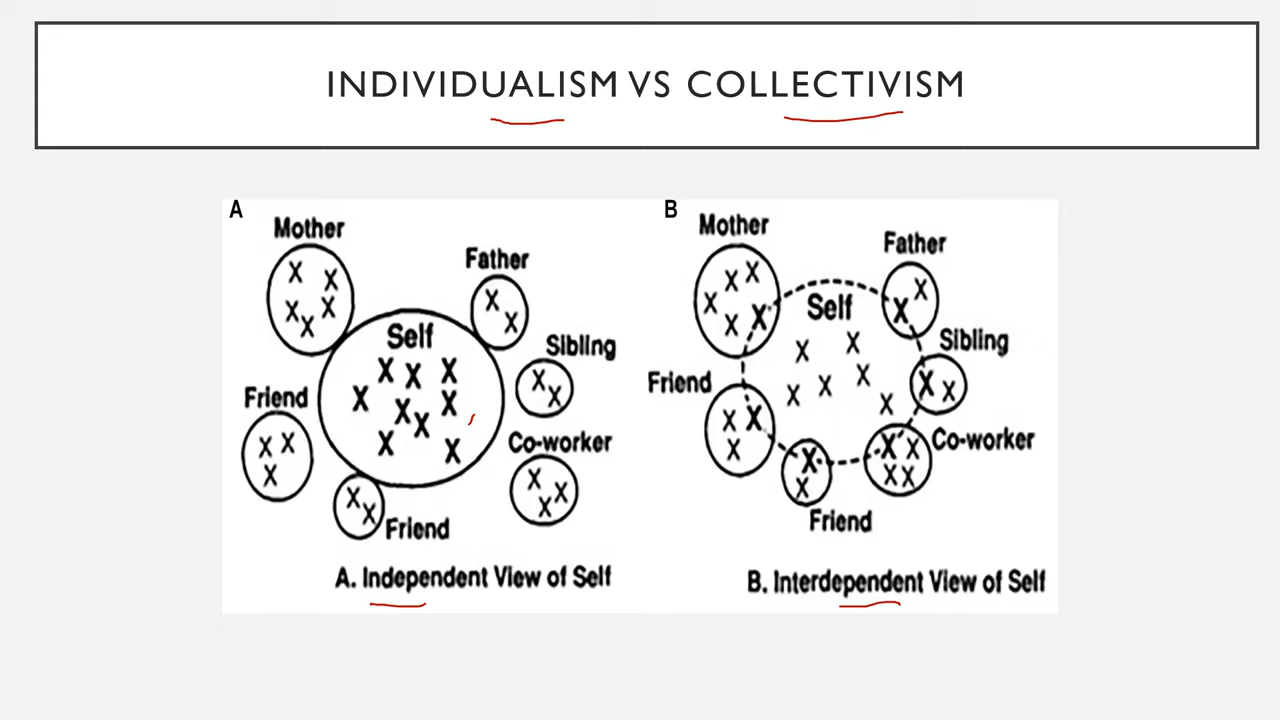 INDIVIDUALISM VS COLLECTIVISM
A
Mother
Father
Self
Sibling
Friend
Co-worker
Friend
X X X X X
X X
X X X X X X X X X
X X
X X X
X X X
X X
A. Independent View of Self
B
Mother
Father
Self
Sibling
Friend
Co-worker
Friend
X X X X X
X X
X X X X X X
X X
X X X
X X X X
X X
B. Interdependent View of Self